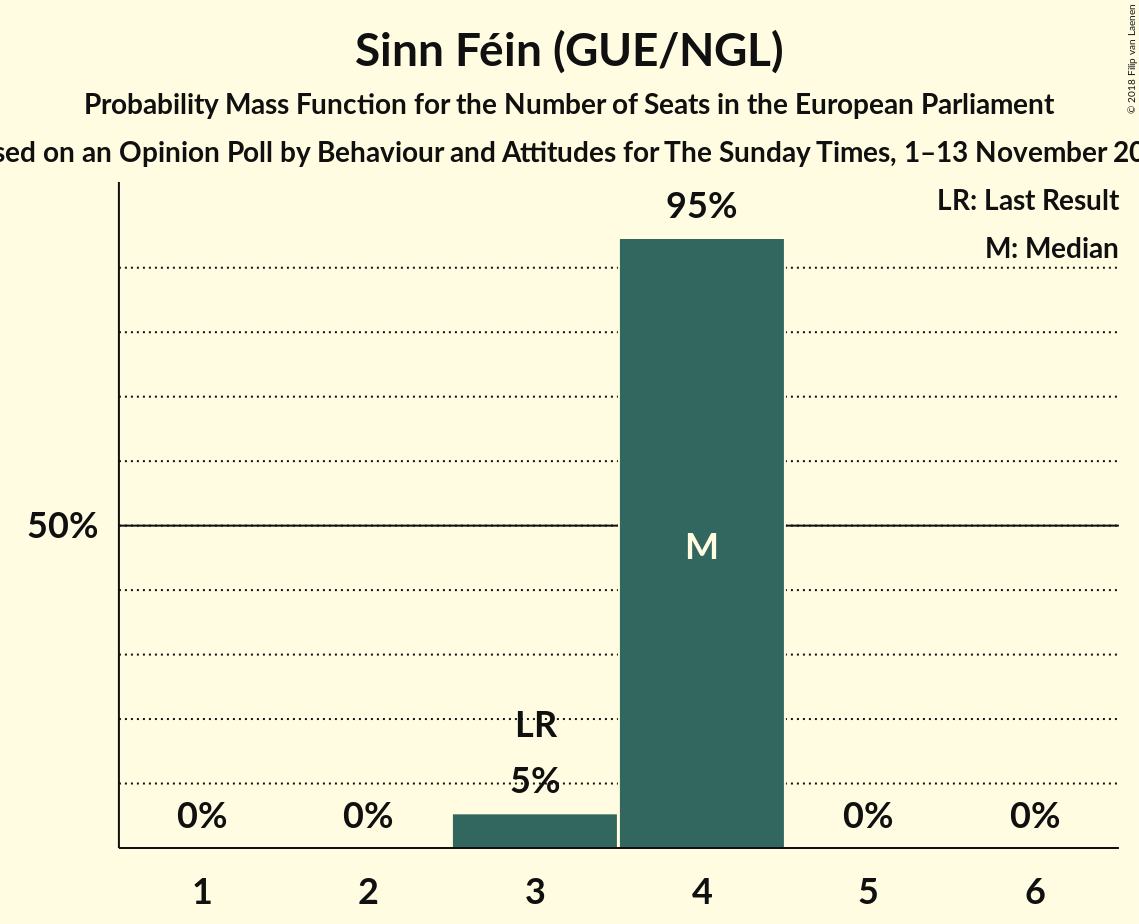 Sinn Féin (GUE/NGL)
Probability Mass Function for the Number of Seats in the European Parliament
on an Opinion Poll by Behaviour and Attitudes for The Sunday Times, 1–13 November
© 2018 Filip van Laenen
LR: Last Result
M: Median
95%
50%
M
LR
5%
0% 0% 0% 0%
1 2 3 4 5 6